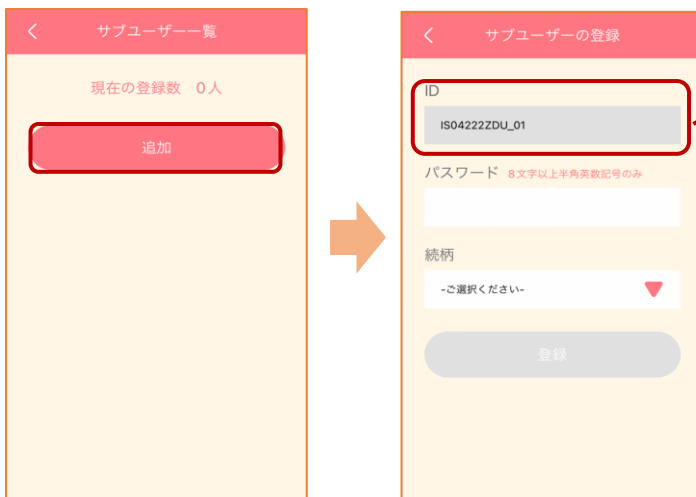 サブユーザー一覧
現在の登録数 0人
追加
サブユーザーの登録
ID
IS04222ZDU_01
パスワード 8文字以上半角英数記号のみ
続柄
-ご選択ください-
登録